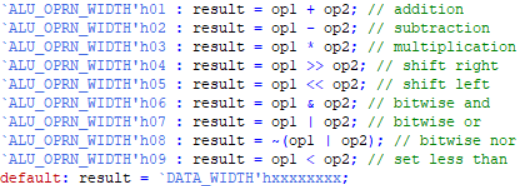 `ALU_OPRN_WIDTH'h01 : result = op1 + op2; // addition
`ALU_OPRN_WIDTH'h02 : result = op1 - op2; // subtraction
`ALU_OPRN_WIDTH'h03 : result = op1 * op2; // multiplication
`ALU_OPRN_WIDTH'h04 : result = op1 >> op2; // shift right
`ALU_OPRN_WIDTH'h05 : result = op1 << op2; // shift left
`ALU_OPRN_WIDTH'h06 : result = op1 & op2; // bitwise and
`ALU_OPRN_WIDTH'h07 : result = op1 | op2; // bitwise or
`ALU_OPRN_WIDTH'h08 : result = ~(op1 | op2); // bitwise nor
`ALU_OPRN_WIDTH'h09 : result = op1 < op2; // set less than
default: result = `DATA_WIDTH'hxxxxxxxx;